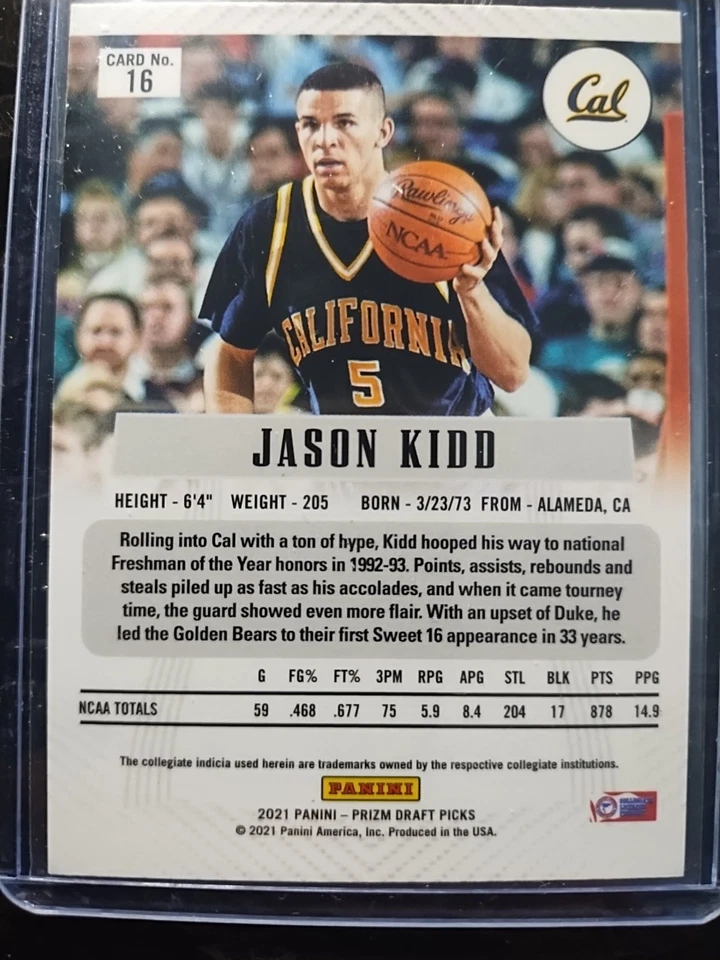 CARD No.
16
Cal
Rawlings
NCAA
CALIFORNIA
5
JASON KIDD
HEIGHT - 6'4" WEIGHT - 205 BORN - 3/23/73 FROM - ALAMEDA, CA
Rolling into Cal with a ton of hype, Kidd hooped his way to national
Freshman of the Year honors in 1992-93. Points, assists, rebounds and
steals piled up as fast as his accolades, and when it came tourney
time, the guard showed even more flair. With an upset of Duke, he
led the Golden Bears to their first Sweet 16 appearance in 33 years.
G FG% FT% 3PM RPG APG STL BLK PTS PPG
NCAA TOTALS 59 .468 .677 75 5.9 8.4 204 17 878 14.9
The collegiate indicia used herein are trademarks owned by the respective collegiate institutions.
PANINI
2021 PANINI – PRIZM DRAFT PICKS
© 2021 Panini America, Inc. Produced in the USA.